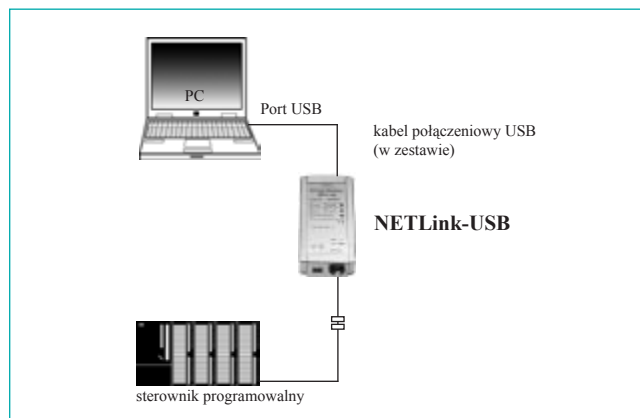 PC
Port USB
kabel połączeniowy USB
(w zestawie)
NETLink-USB
sterownik programowalny